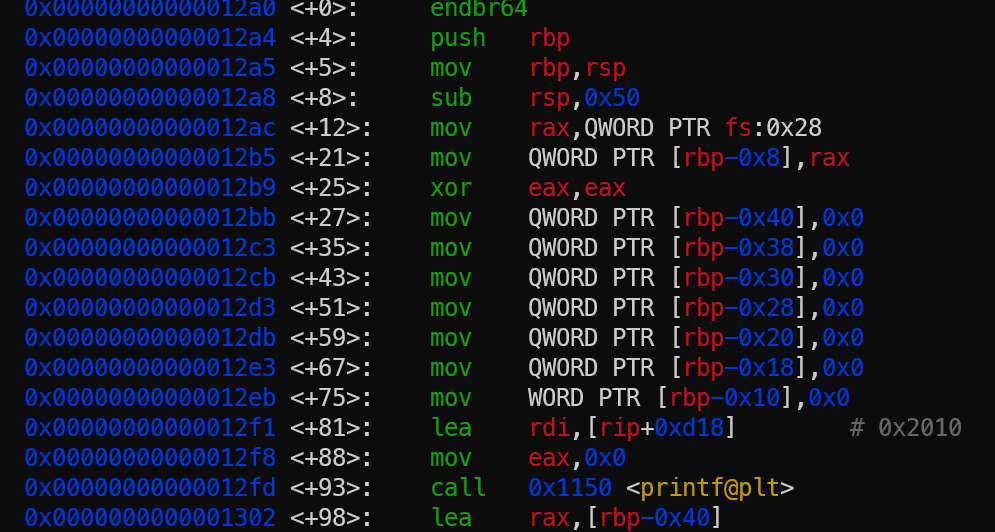 0x00000000000012a0 <+0>: endbr64
0x00000000000012a4 <+4>: push rbp
0x00000000000012a5 <+5>: mov rbp,rsp
0x00000000000012a8 <+8>: sub rsp,0x50
0x00000000000012ac <+12>: mov rax,QWORD PTR fs:0x28
0x00000000000012b5 <+21>: mov QWORD PTR [rbp-0x8],rax
0x00000000000012b9 <+25>: xor eax,eax
0x00000000000012bb <+27>: mov QWORD PTR [rbp-0x40],0x0
0x00000000000012c3 <+35>: mov QWORD PTR [rbp-0x38],0x0
0x00000000000012cb <+43>: mov QWORD PTR [rbp-0x30],0x0
0x00000000000012d3 <+51>: mov QWORD PTR [rbp-0x28],0x0
0x00000000000012db <+59>: mov QWORD PTR [rbp-0x20],0x0
0x00000000000012e3 <+67>: mov QWORD PTR [rbp-0x18],0x0
0x00000000000012eb <+75>: mov WORD PTR [rbp-0x10],0x0
0x00000000000012f1 <+81>: lea rdi,[rip+0xd18] # 0x2010
0x00000000000012f8 <+88>: mov eax,0x0
0x00000000000012fd <+93>: call 0x1150 <printf@plt>
0x0000000000001302 <+98>: lea rax,[rbp-0x40]